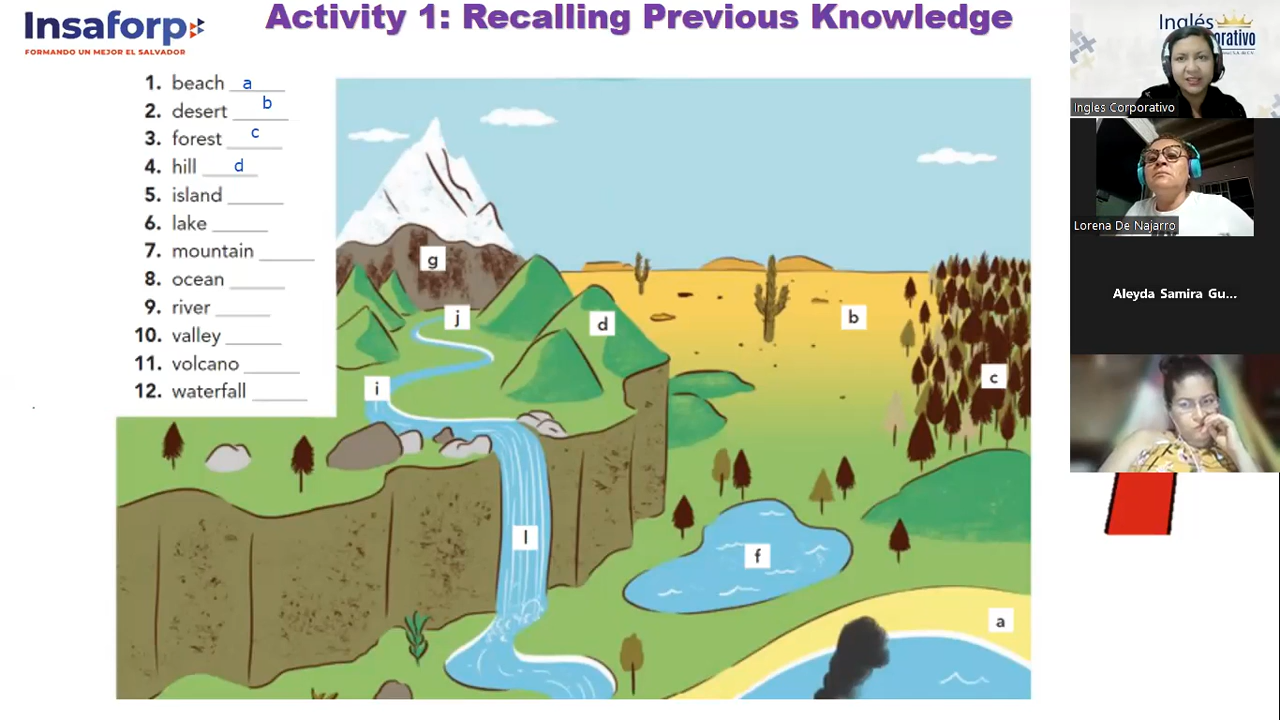 Insaforp
FORMANDO UN MEJOR EL SALVADOR
Activity 1: Recalling Previous Knowledge
1. beach a
2. desert b
3. forest c
4. hill d
5. island
6. lake
7. mountain
8. ocean
9. river
10. valley
11. volcano
12. waterfall
g
j
d
b
i
c
l
f
a
Inglés
Ingles Corporativo
Lorena De Najarro
Aleyda Samira Gu...